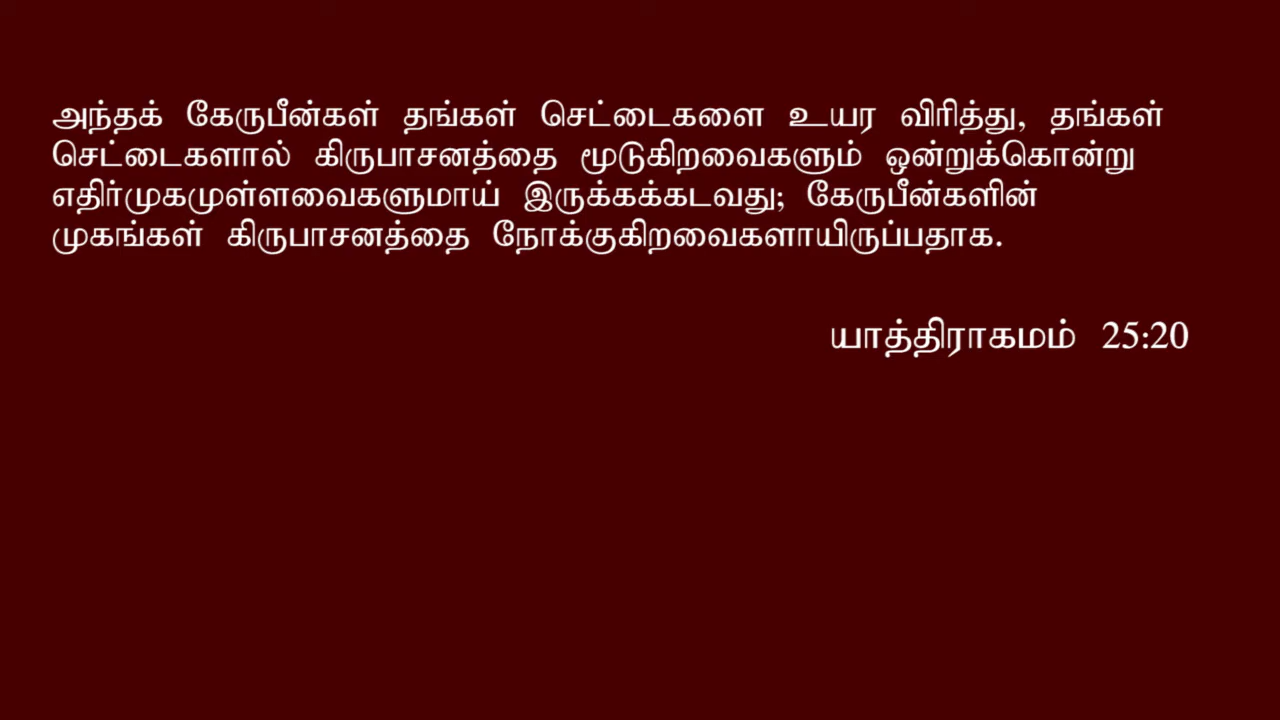 அந்தக் கேருபீன்கள் தங்கள் செட்டைகளை உயர விரித்து, தங்கள்
செட்டைகளால் கிருபாசனத்தை மூடுகிறவைகளும் ஒன்றுக்கொன்று
எதிர்முகமுள்ளவைகளுமாய் இருக்கக்கடவது; கேருபீன்களின்
முகங்கள் கிருபாசனத்தை நோக்குகிறவைகளாயிருப்பதாக.
யாத்திராகமம் 25:20